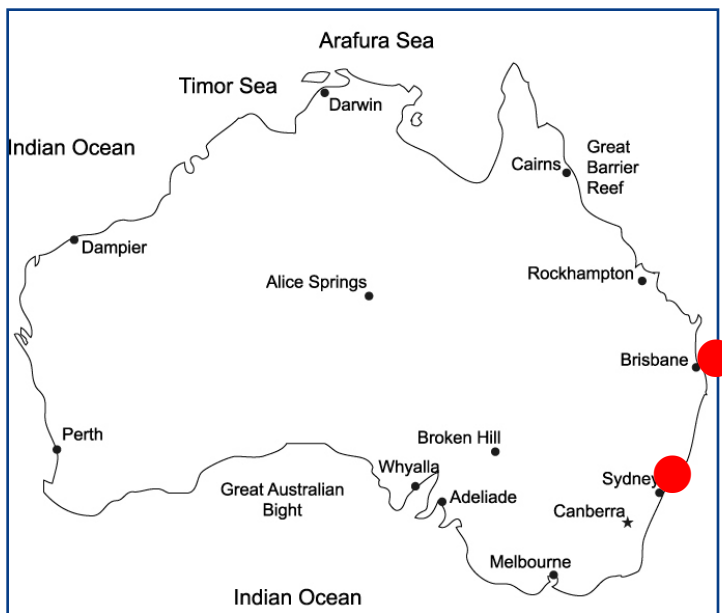 Arafura Sea
Timor Sea
Darwin
Indian Ocean
Great
Barrier
Reef
Cairns
Dampier
Rockhampton
Alice Springs
Brisbane
Perth
Broken Hill
Whyalla
Sydney
Great Australian
Bight
Adeliade
Canberra
Melbourne
Indian Ocean